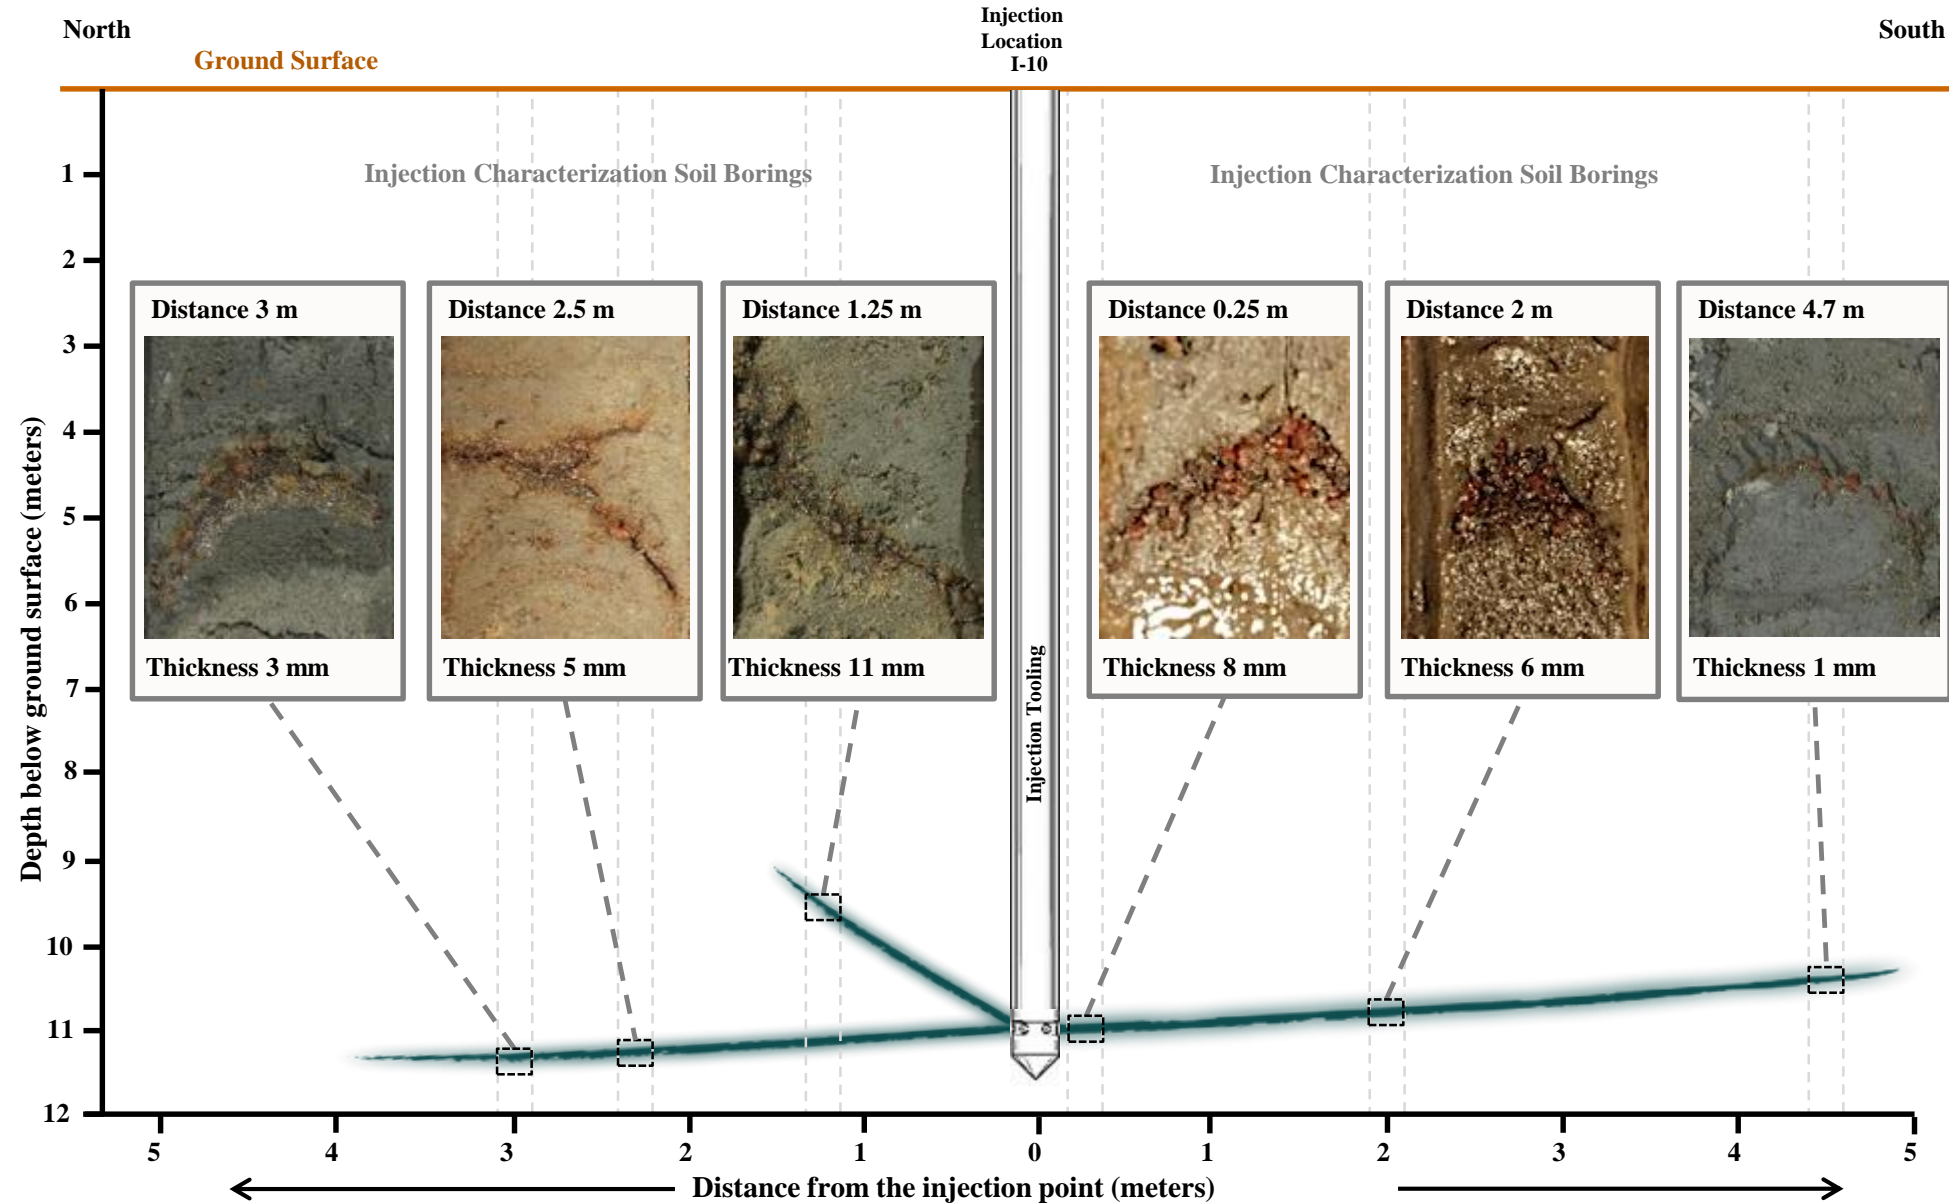 North
Injection
Location
I-10
South
Ground Surface
Injection Characterization Soil Borings
Injection Characterization Soil Borings
Distance 3 m
Distance 2.5 m
Distance 1.25 m
Distance 0.25 m
Distance 2 m
Distance 4.7 m
Thickness 3 mm
Thickness 5 mm
Thickness 11 mm
Thickness 8 mm
Thickness 6 mm
Thickness 1 mm
Injection Tooling
Depth below ground surface (meters)
1
2
3
4
5
6
7
8
9
10
11
12
5 4 3 2 1 0 1 2 3 4 5
Distance from the injection point (meters)